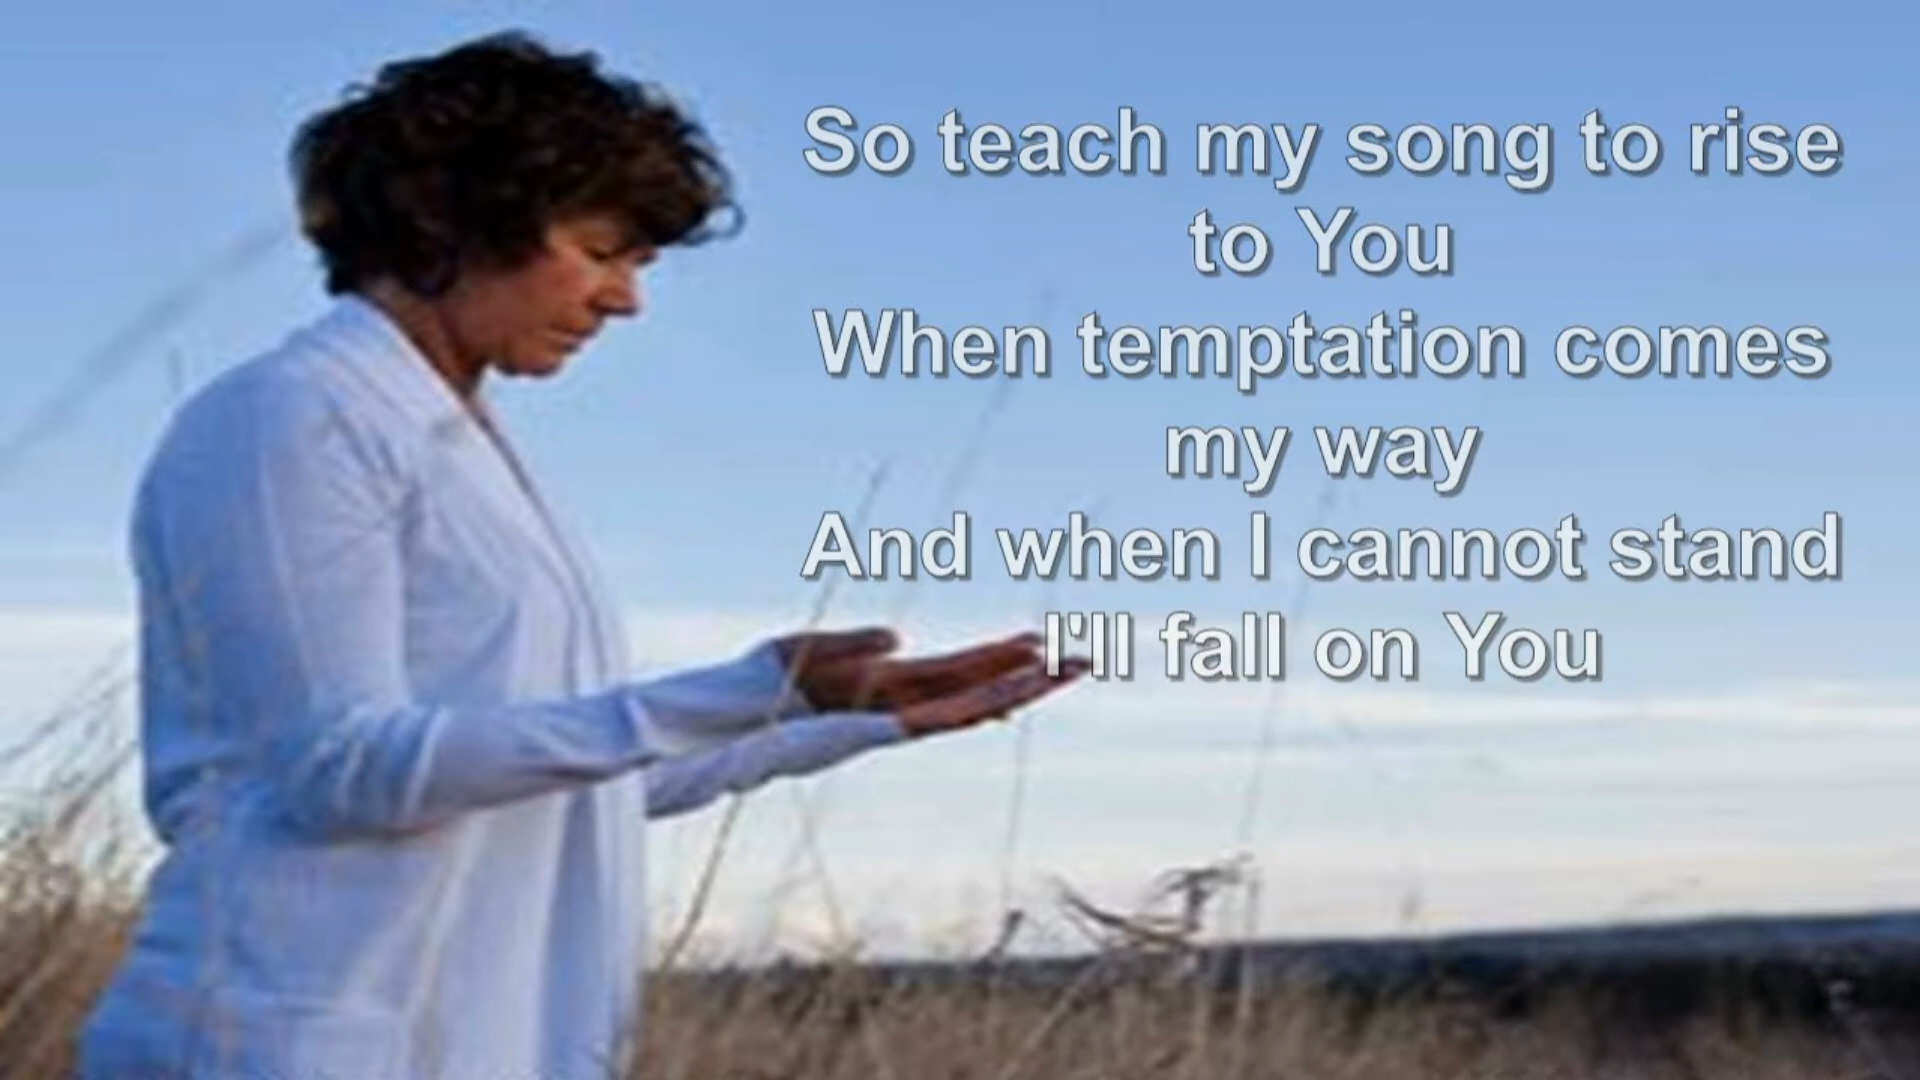 So teach my song to rise
to You
When temptation comes
my way
And when I cannot stand
I'll fall on You